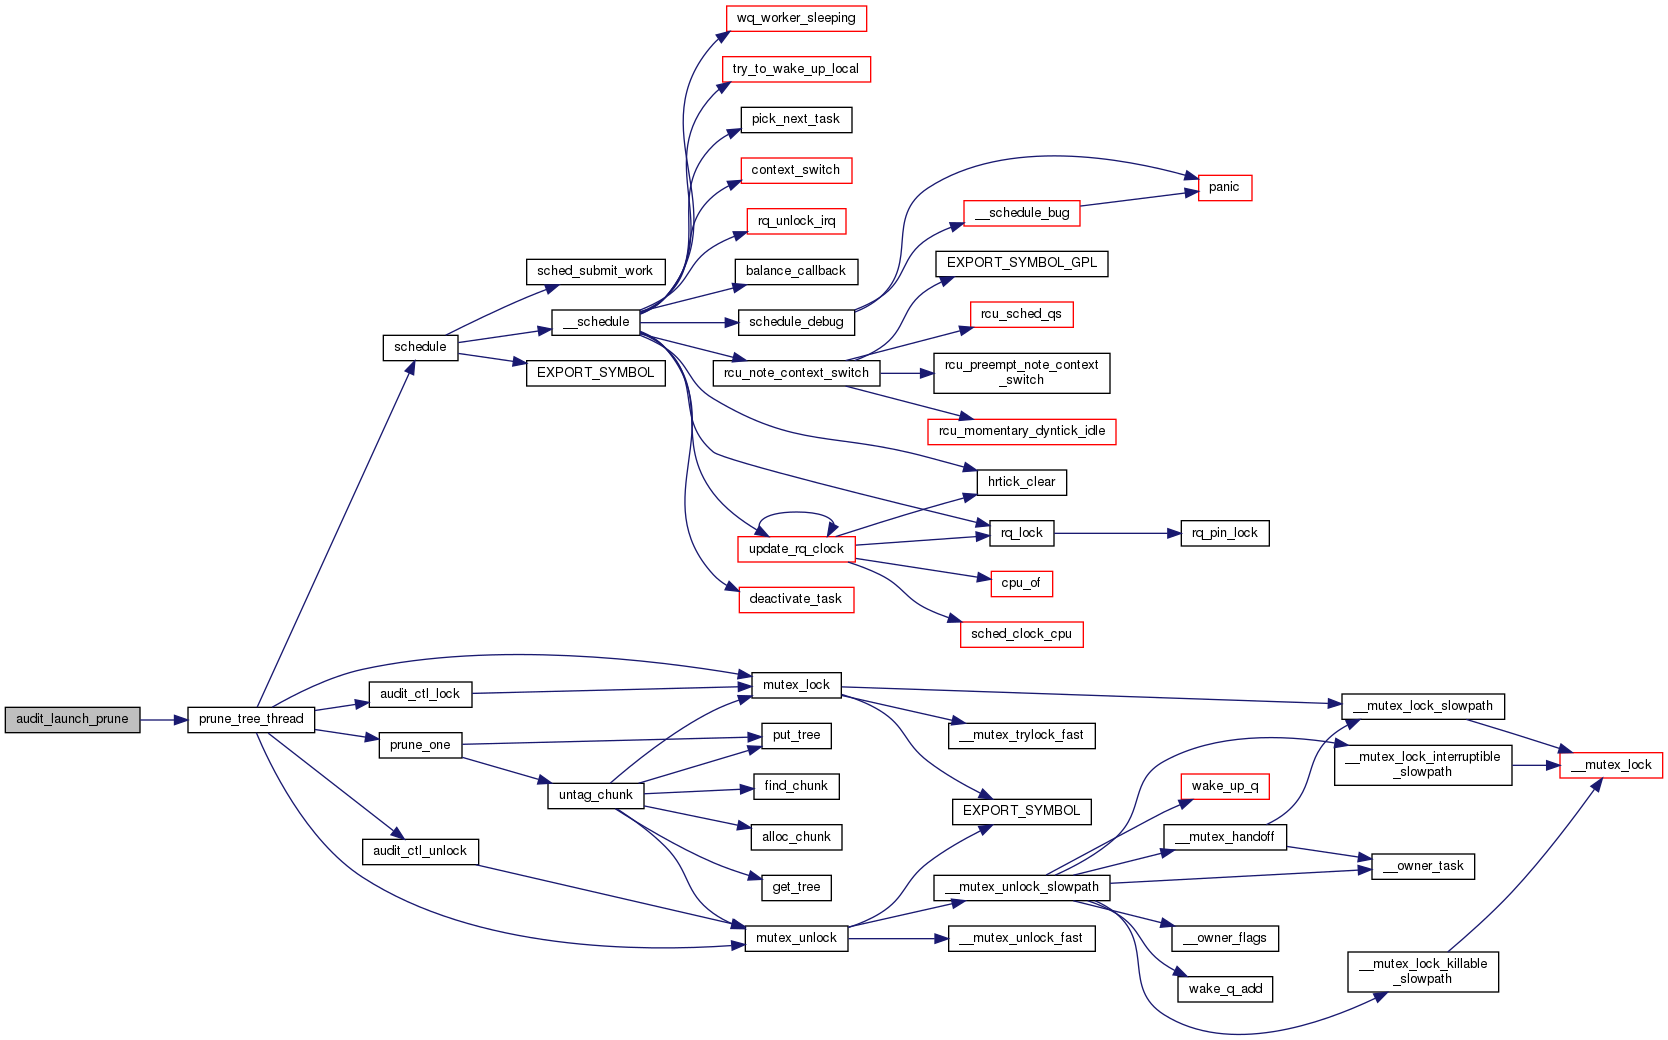 wq_worker_sleeping
try_to_wake_up_local
pick_next_task
context_switch
panic
__schedule_bug
rq_unlock_irq
EXPORT_SYMBOL_GPL
sched_submit_work
balance_callback
rcu_sched_qs
__schedule
schedule_debug
schedule
EXPORT_SYMBOL
rcu_note_context_switch
rcu_preempt_note_context
_switch
rcu_momentary_dyntick_idle
hrtick_clear
rq_lock
rq_pin_lock
update_rq_clock
cpu_of
deactivate_task
sched_clock_cpu
mutex_lock
audit_ctl_lock
__mutex_lock_slowpath
audit_launch_prune
prune_tree_thread
put_tree
__mutex_trylock_fast
prune_one
__mutex_lock_interruptible
_slowpath
__mutex_lock
find_chunk
wake_up_q
untag_chunk
EXPORT_SYMBOL
alloc_chunk
__mutex_handoff
audit_ctl_unlock
__owner_task
get_tree
__mutex_unlock_slowpath
mutex_unlock
__mutex_unlock_fast
__owner_flags
__mutex_lock_killable
_slowpath
wake_q_add